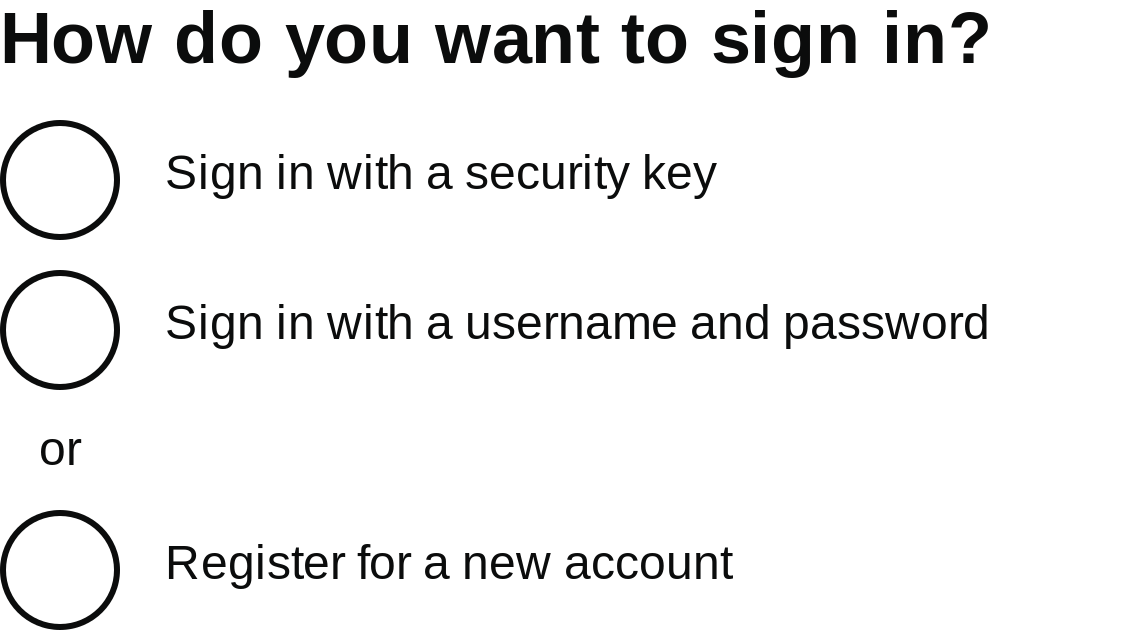 How do you want to sign in?
Sign in with a security key
Sign in with a username and password
or
Register for a new account